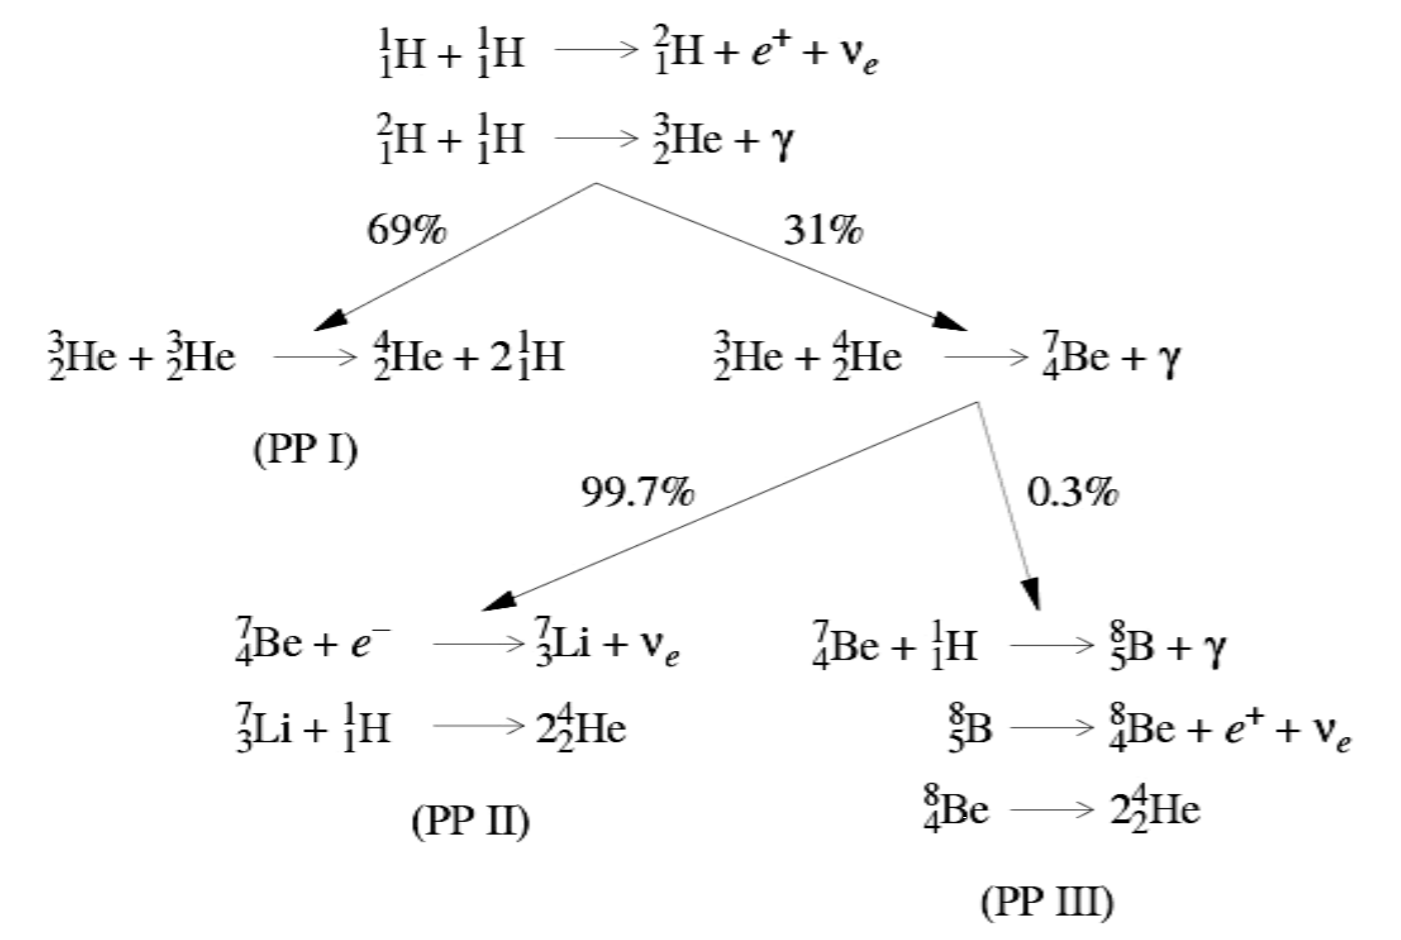 ¹₁H + ¹₁H ⟶ ²₁H + e⁺ + νₑ
²₁H + ¹₁H ⟶ ³₂He + γ
69% 31%
³₂He + ³₂He ⟶ ⁴₂He + 2¹₁H
(PP I)
³₂He + ⁴₂He ⟶ ⁷₄Be + γ
99.7% 0.3%
⁷₄Be + e⁻ ⟶ ⁷₃Li + νₑ
⁷₃Li + ¹₁H ⟶ 2⁴₂He
(PP II)
⁷₄Be + ¹₁H ⟶ ⁸₅B + γ
⁸₅B ⟶ ⁸₄Be + e⁺ + νₑ
⁸₄Be ⟶ 2⁴₂He
(PP III)